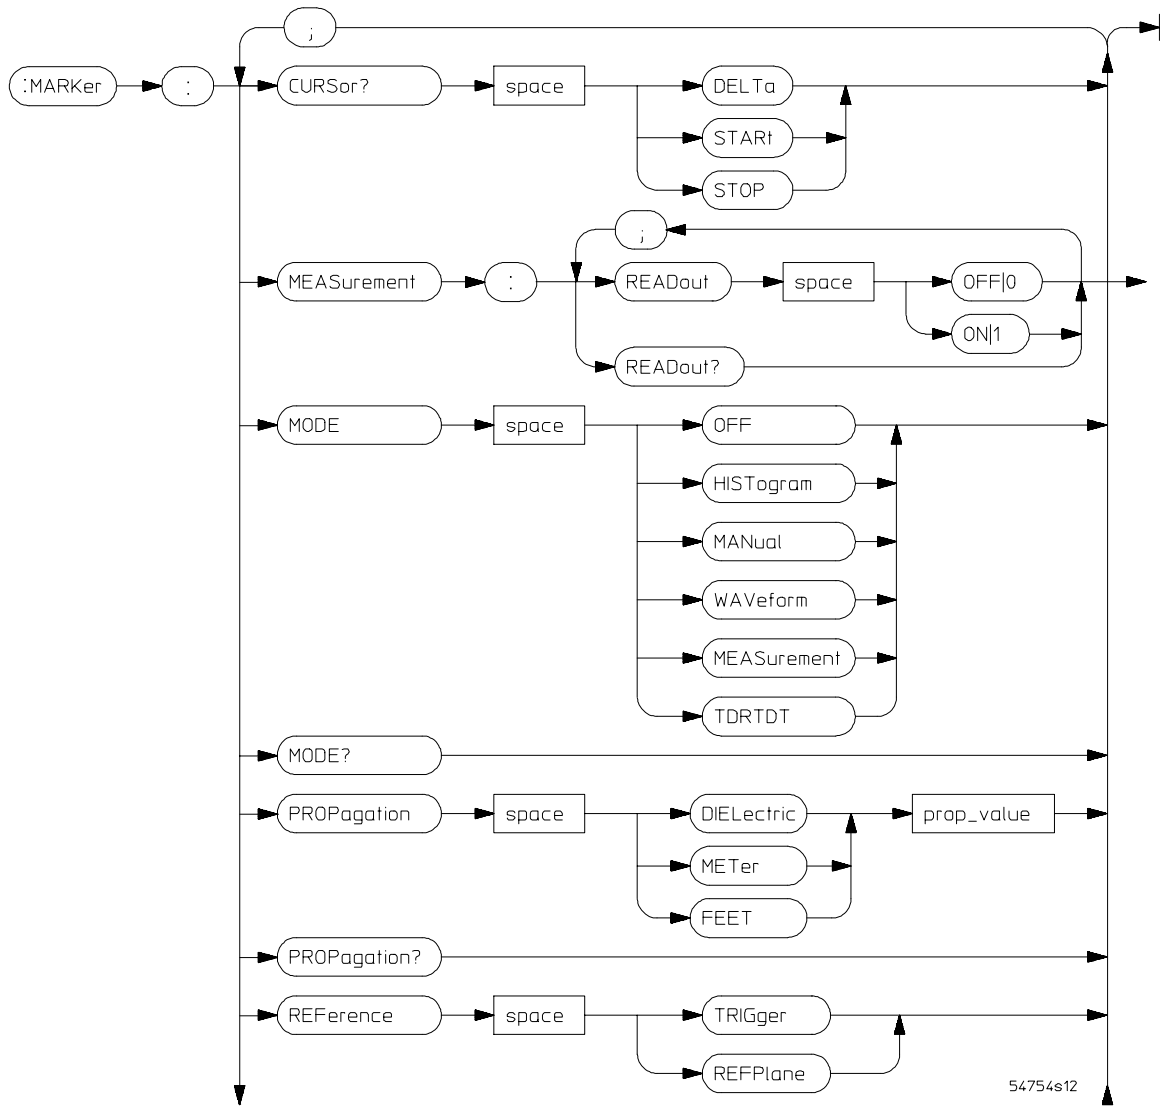 ;
:MARKer : CURSor? space DELTa
STARt
STOP
;
MEASurement : READout space OFF|0
ON|1
READout?
MODE space OFF
HISTogram
MANual
WAVeform
MEASurement
TDRTDT
MODE?
PROPagation space DIELectric prop_value
METer
FEET
PROPagation?
REFerence space TRIGger
REFPlane
54754s12